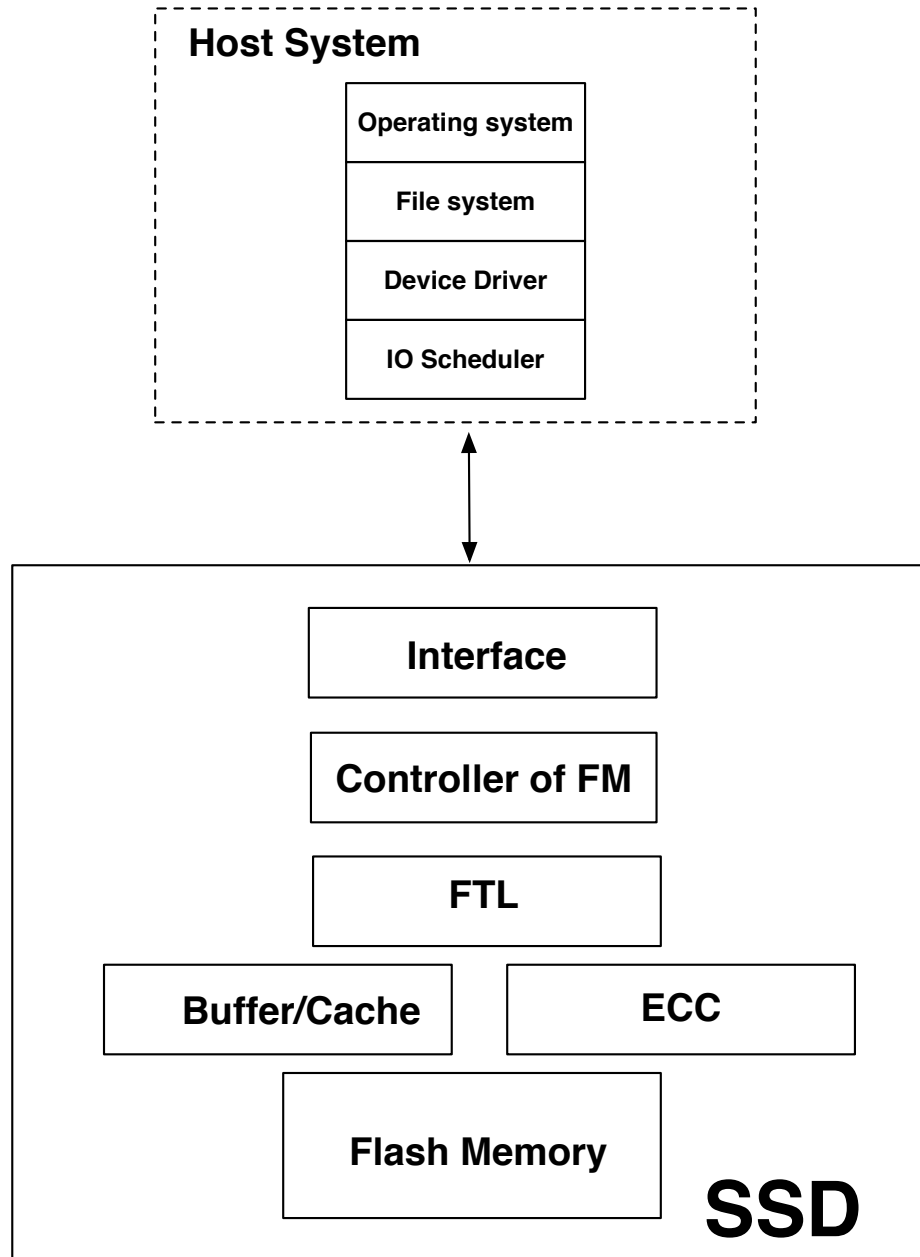 Host System
Operating system
File system
Device Driver
IO Scheduler
Interface
Controller of FM
FTL
Buffer/Cache
ECC
Flash Memory
SSD